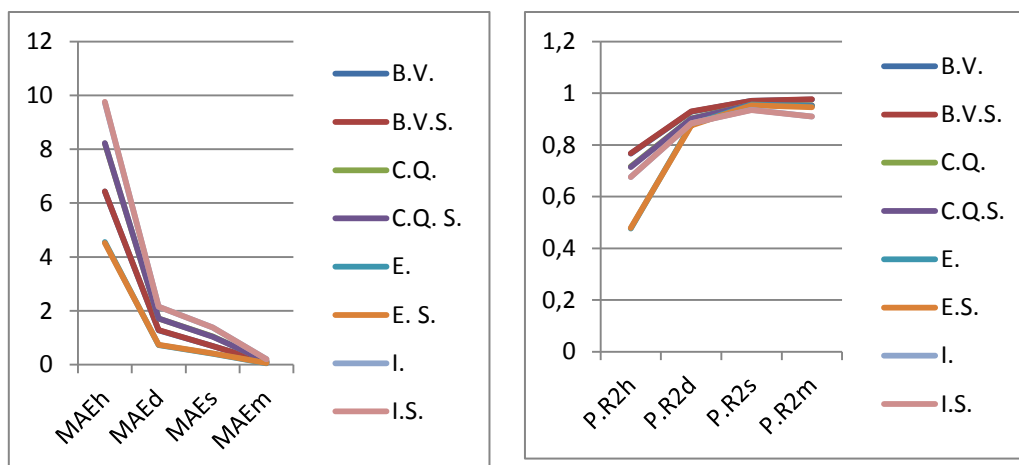 12
10
8
6
4
2
0
MAEh
MAEd
MAEs
MAEm
B.V.
B.V.S.
C.Q.
C.Q. S.
E.
E. S.
I.
I.S.
1,2
1
0,8
0,6
0,4
0,2
0
P.R2h
P.R2d
P.R2s
P.R2m
B.V.
B.V.S.
C.Q.
C.Q.S.
E.
E.S.
I.
I.S.